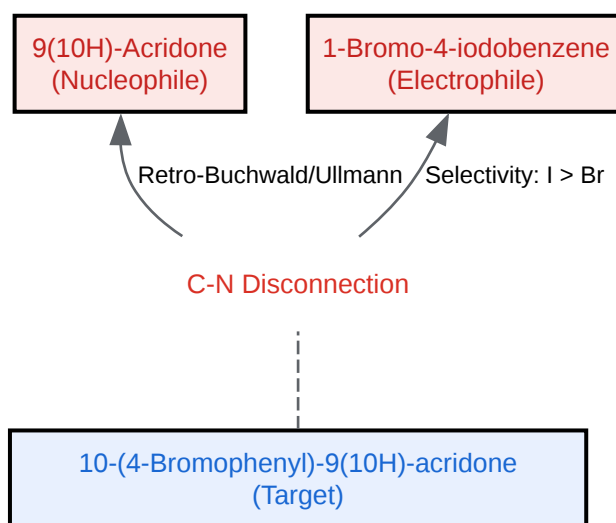 9(10H)-Acridone
(Nucleophile)
1-Bromo-4-iodobenzene
(Electrophile)
Retro-Buchwald/Ullmann
Selectivity: I > Br
C-N Disconnection
10-(4-Bromophenyl)-9(10H)-acridone
(Target)